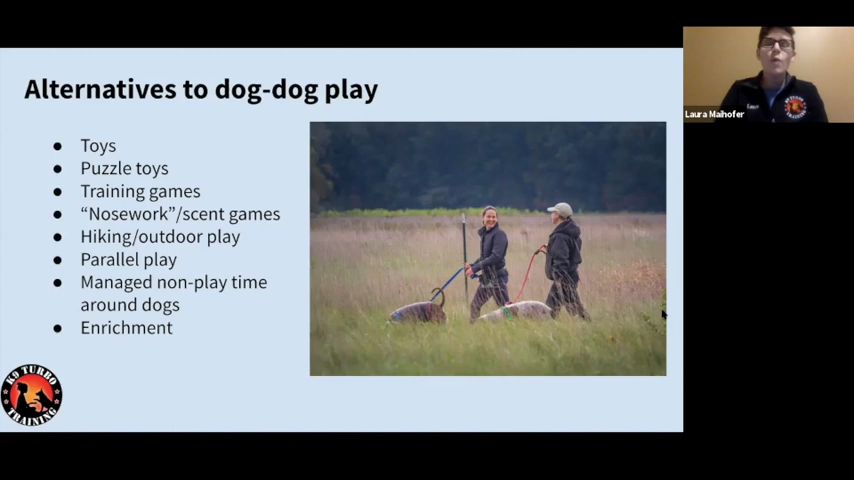 Alternatives to dog-dog play
● Toys
● Puzzle toys
● Training games
● “Nosework”/scent games
● Hiking/outdoor play
● Parallel play
● Managed non-play time
around dogs
● Enrichment
K9 TURBO
TRAINING
Laura Maihofer